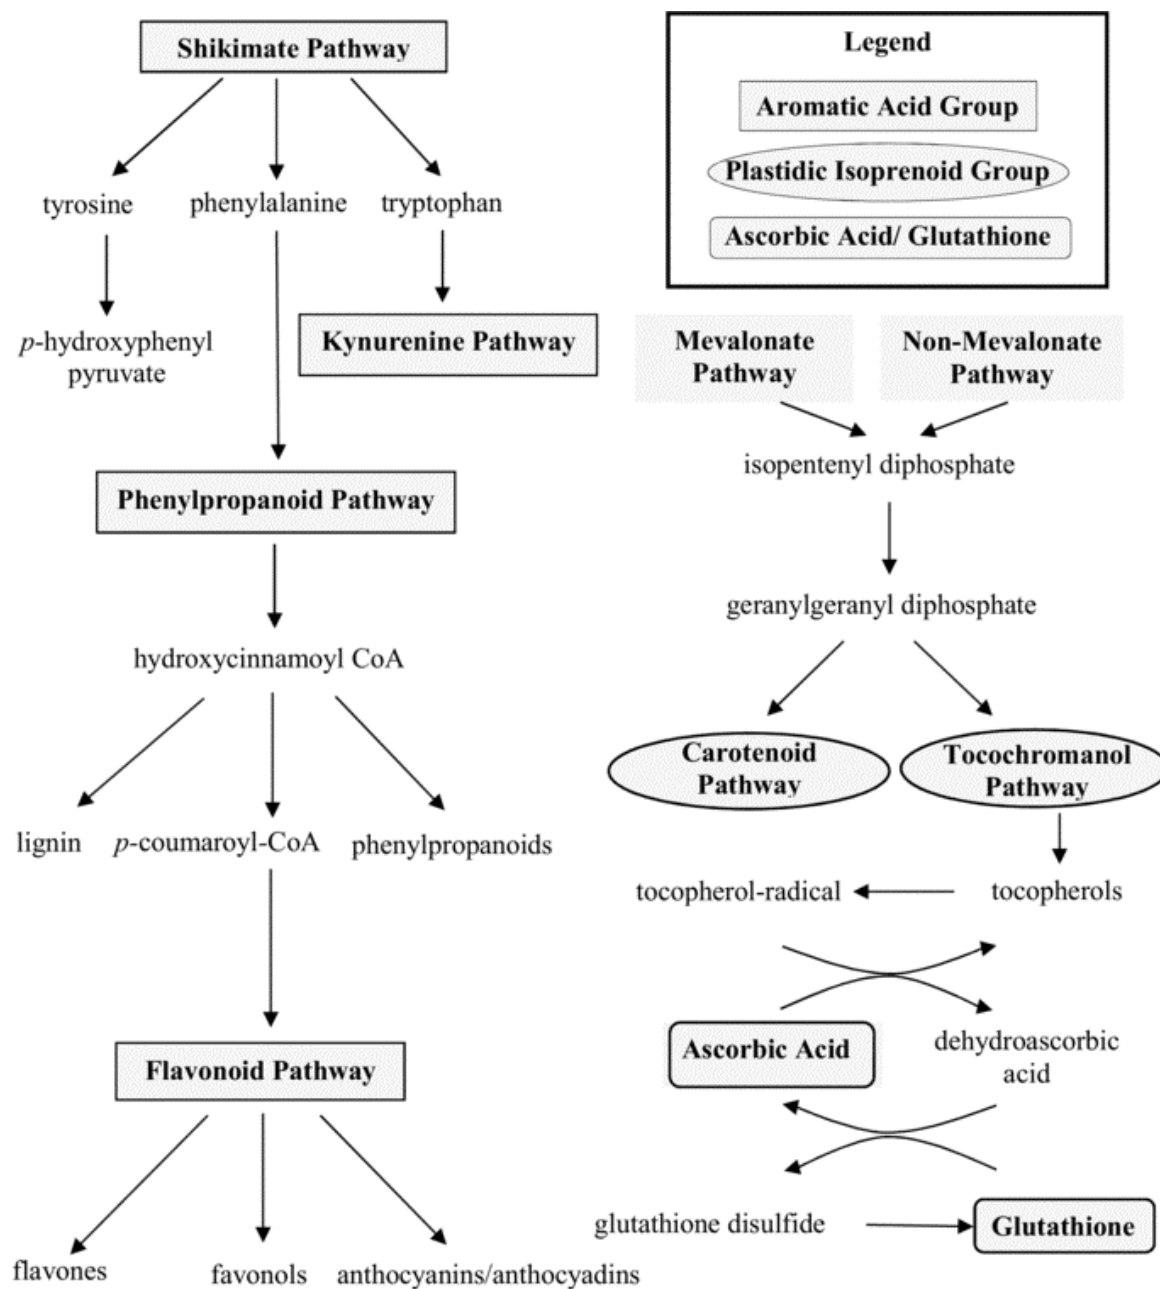 Shikimate Pathway
tyrosine
phenylalanine
tryptophan
p-hydroxyphenyl
pyruvate
Kynurenine Pathway
Phenylpropanoid Pathway
hydroxycinnamoyl CoA
lignin
p-coumaroyl-CoA
phenylpropanoids
Flavonoid Pathway
flavones
favonols
anthocyanins/anthocyadins
Legend
Aromatic Acid Group
Plastidic Isoprenoid Group
Ascorbic Acid/ Glutathione
Mevalonate
Pathway
Non-Mevalonate
Pathway
isopentenyl diphosphate
geranylgeranyl diphosphate
Carotenoid
Pathway
Tocochromanol
Pathway
tocopherol-radical
tocopherols
Ascorbic Acid
dehydroascorbic
acid
glutathione disulfide
Glutathione